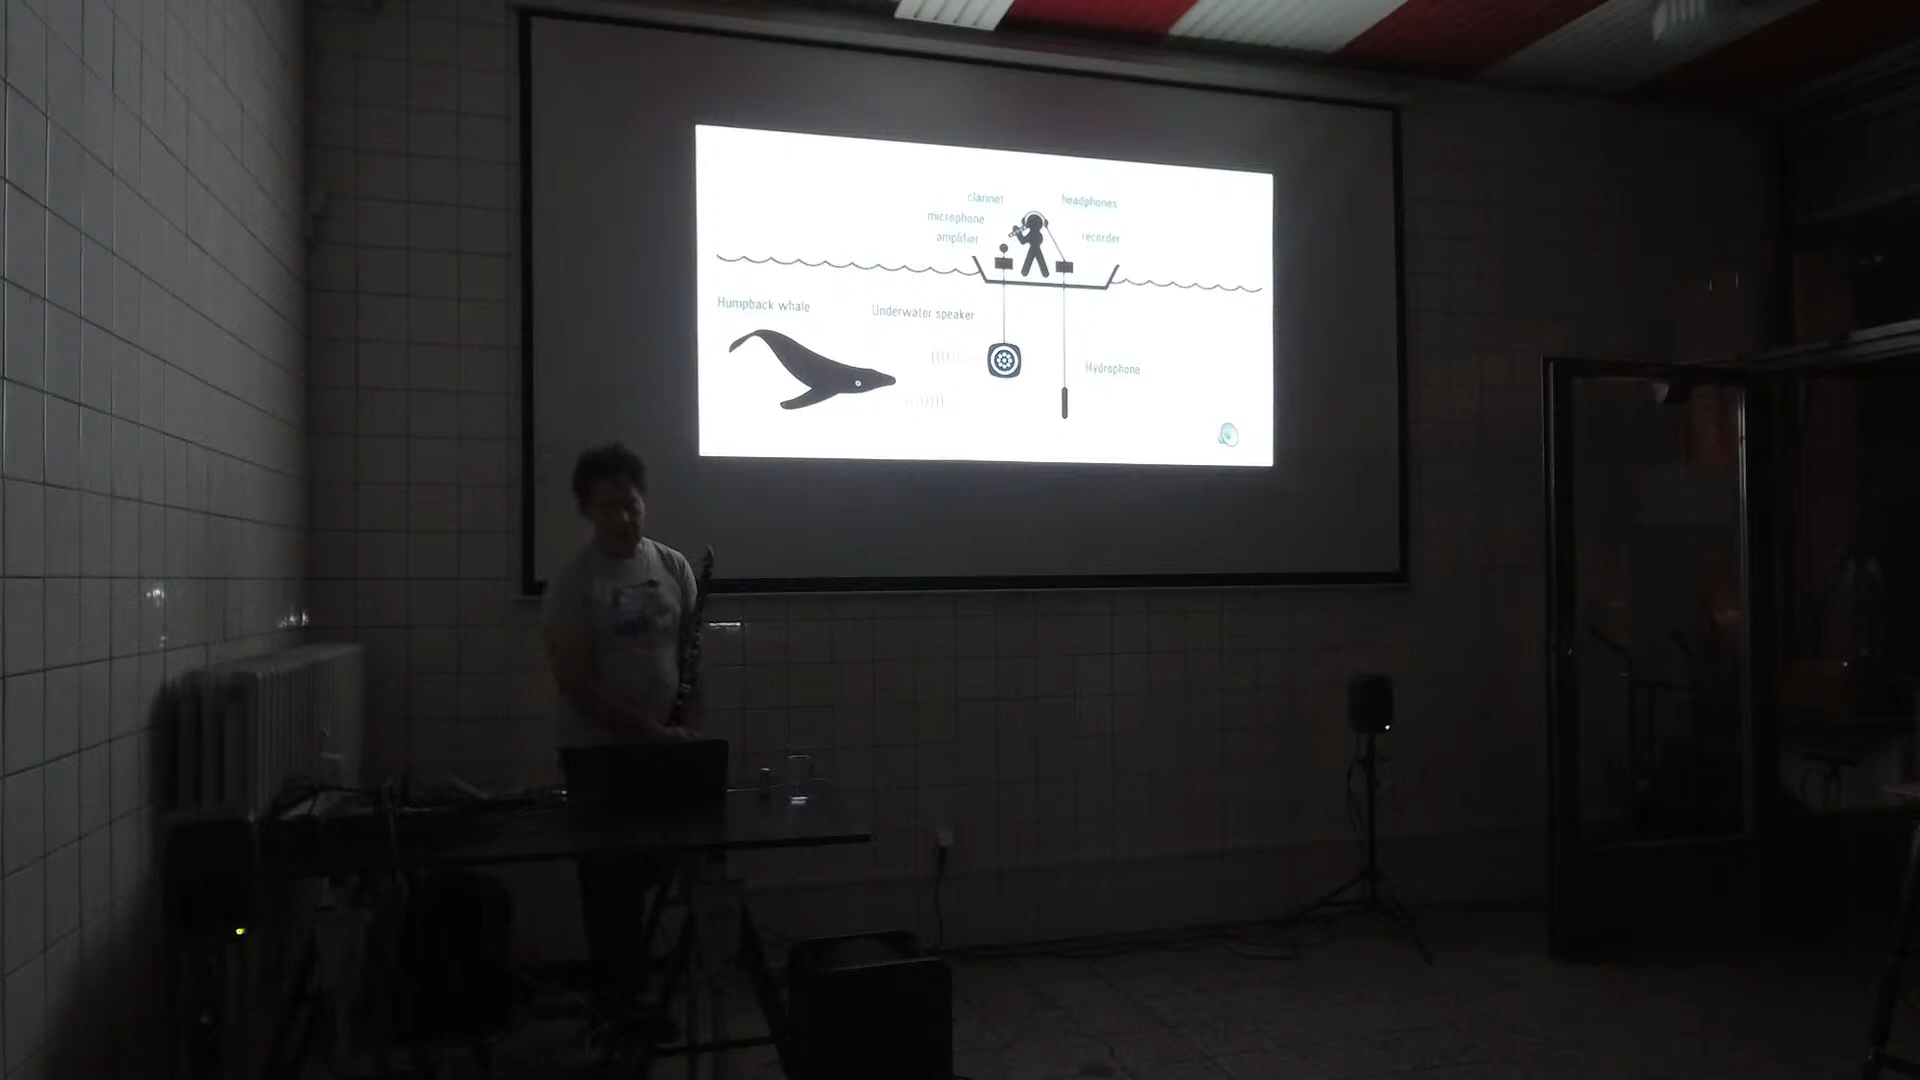 clarinet
headphones
microphone
amplifier
recorder
Humpback whale
Underwater speaker
Hydrophone